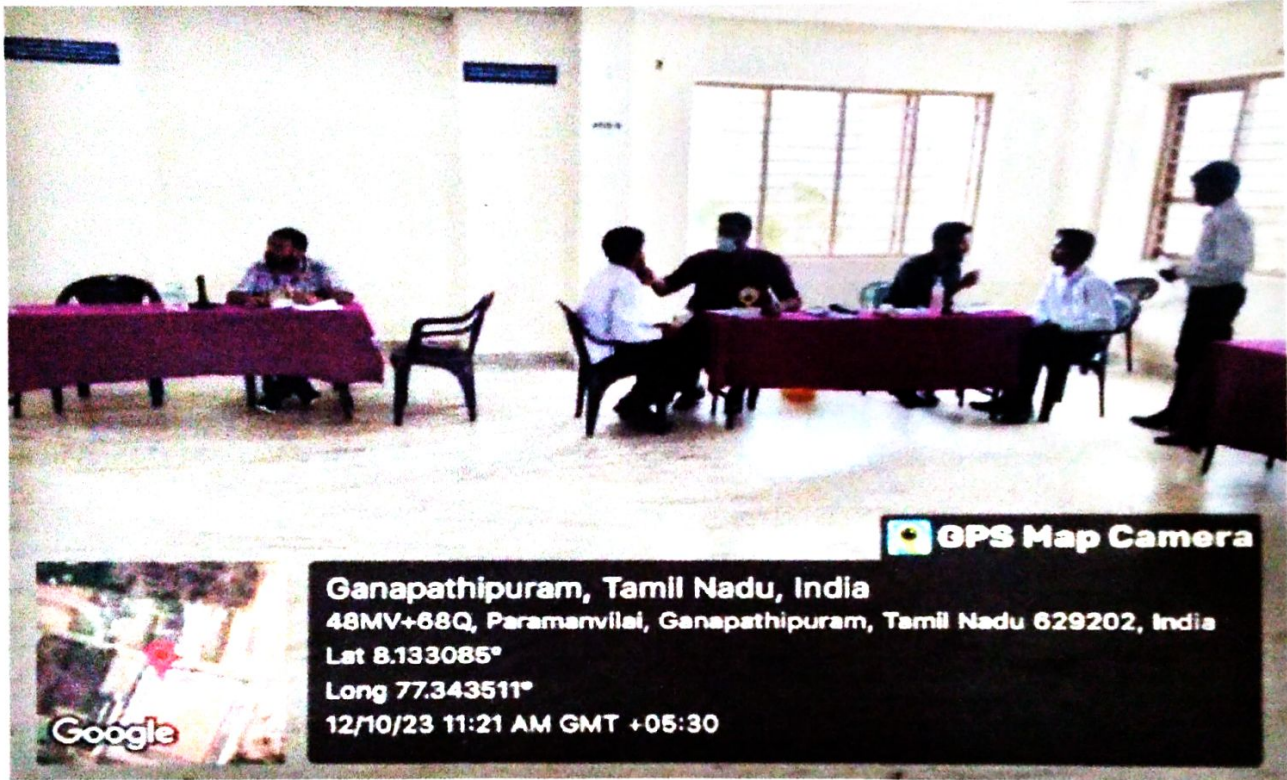 GPS Map Camera
Ganapathipuram, Tamil Nadu, India
48MV+68Q, Paramanvilai, Ganapathipuram, Tamil Nadu 629202, India
Lat 8.133085°
Long 77.343511°
12/10/23 11:21 AM GMT +05:30
Google